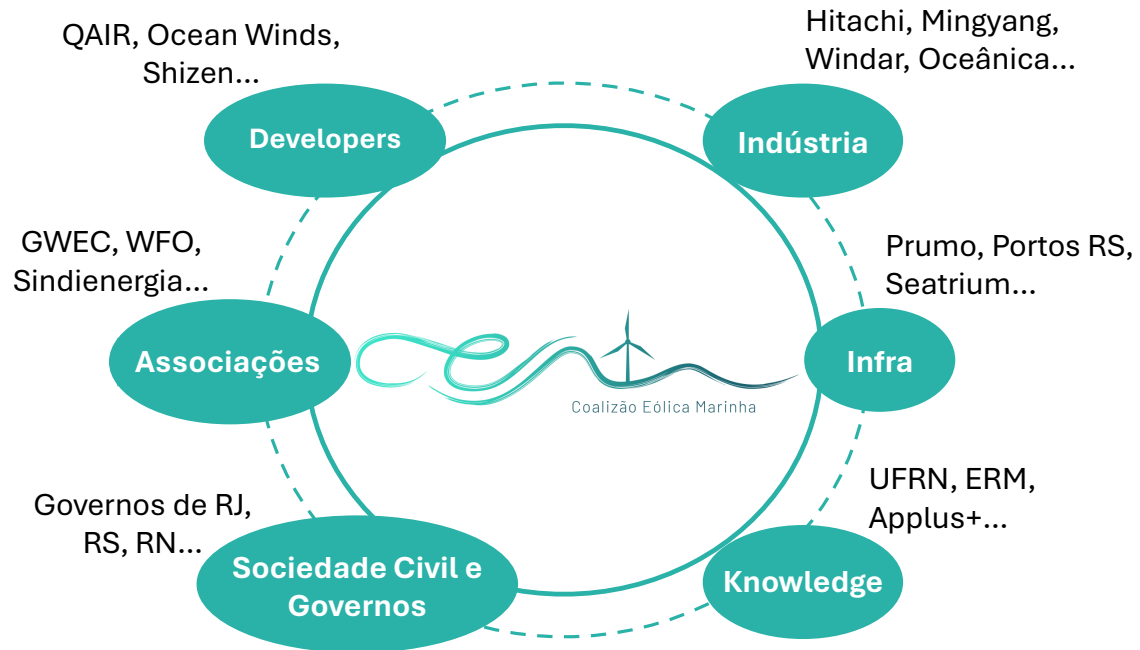 QAIR, Ocean Winds,
Shizen...
Developers
Hitachi, Mingyang,
Windar, Oceânica...
Indústria
GWEC, WFO,
Sindienergia...
Associações
Prumo, Portos RS,
Seatrium...
Infra
Coalizão Eólica Marinha
Governos de RJ,
RS, RN...
Sociedade Civil e
Governos
UFRN, ERM,
Applus+...
Knowledge